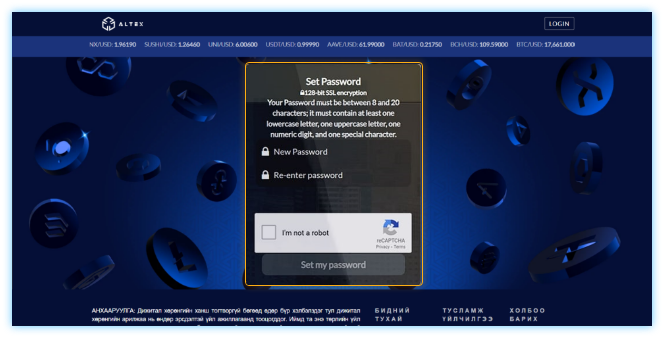 ALTEX
LOGIN
NX/USD: 1.96190 SUSHI/USD: 1.26460 UNI/USD: 6.00600 USDT/USD: 0.99990 AAVE/USD: 61.99000 BAT/USD: 0.21750 BCH/USD: 109.59000 BTC/USD: 17,661.000
Set Password
128-bit SSL encryption
Your Password must be between 8 and 20
characters; it must contain at least one
lowercase letter, one uppercase letter, one
numeric digit, and one special character.
New Password
Re-enter password
I'm not a robot
reCAPTCHA
Privacy - Terms
Set my password
АНХААРУУЛГА: Дижитал хөрөнгийн ханш тогтворгүй бөгөөд өдөр бүр хэлбэлздэг тул дижитал
хөрөнгийн арилжаа нь өндөр эрсдэлтэй үйл ажиллагаанд тооцогддог. Иймд та энэ төрлийн үйл
БИДНИЙ
ТУХАЙ
ТУСЛАМЖ
ҮЙЛЧИЛГЭЭ
ХОЛБОО
БАРИХ